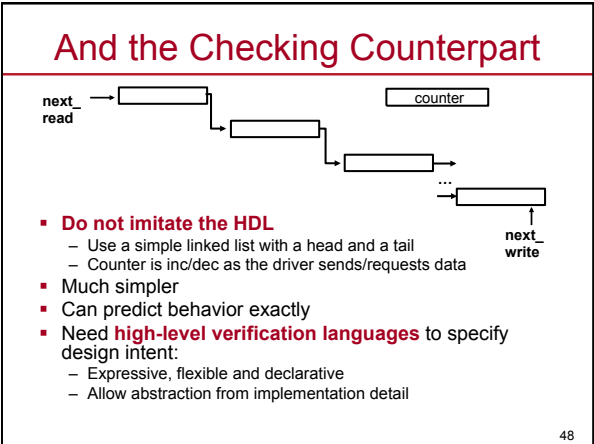 And the Checking Counterpart
next_
read
counter
...
next_
write
▪ Do not imitate the HDL
– Use a simple linked list with a head and a tail
– Counter is inc/dec as the driver sends/requests data
▪ Much simpler
▪ Can predict behavior exactly
▪ Need high-level verification languages to specify
design intent:
– Expressive, flexible and declarative
– Allow abstraction from implementation detail
48